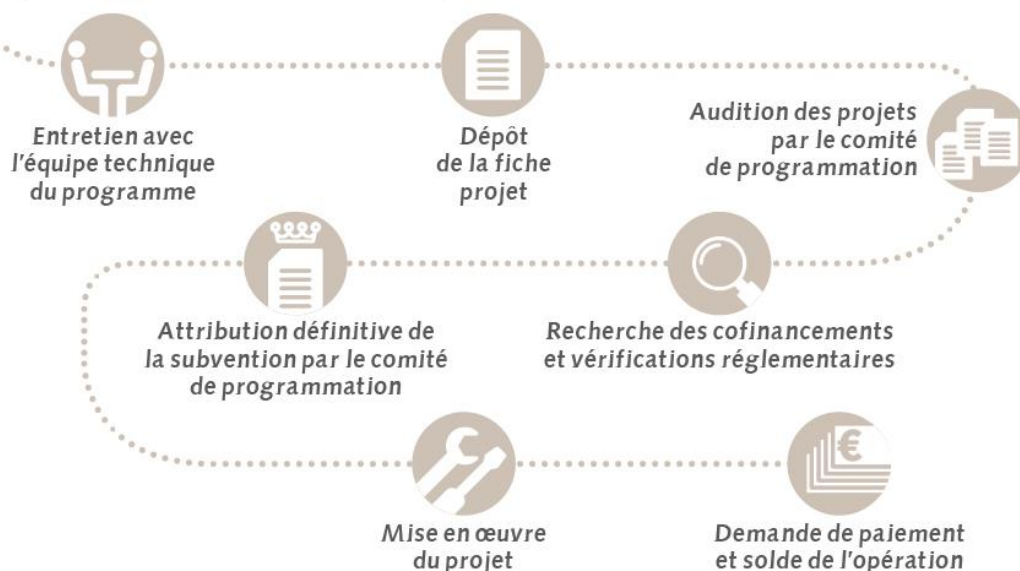 Entretien avec
l'équipe technique
du programme
Dépôt
de la fiche
projet
Audition des projets
par le comité
de programmation
Recherche des cofinancements
et vérifications réglementaires
Attribution définitive de
la subvention par le comité
de programmation
Mise en œuvre
du projet
Demande de paiement
et solde de l'opération
€